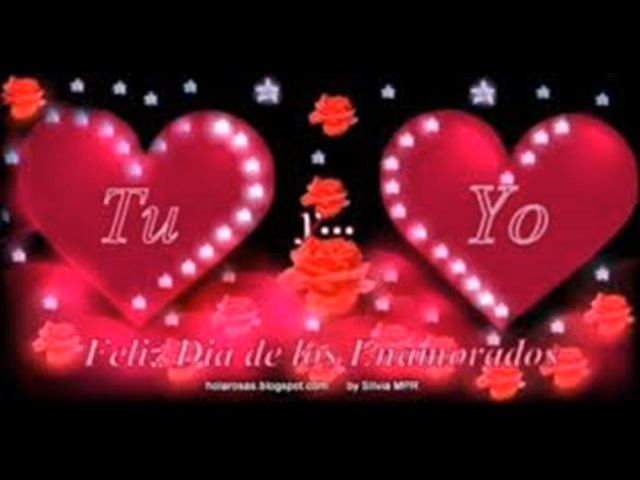 Tu
y...
Yo
Feliz Dia de los Enamorados
holarosas.blogspot.com by Silvia MPR